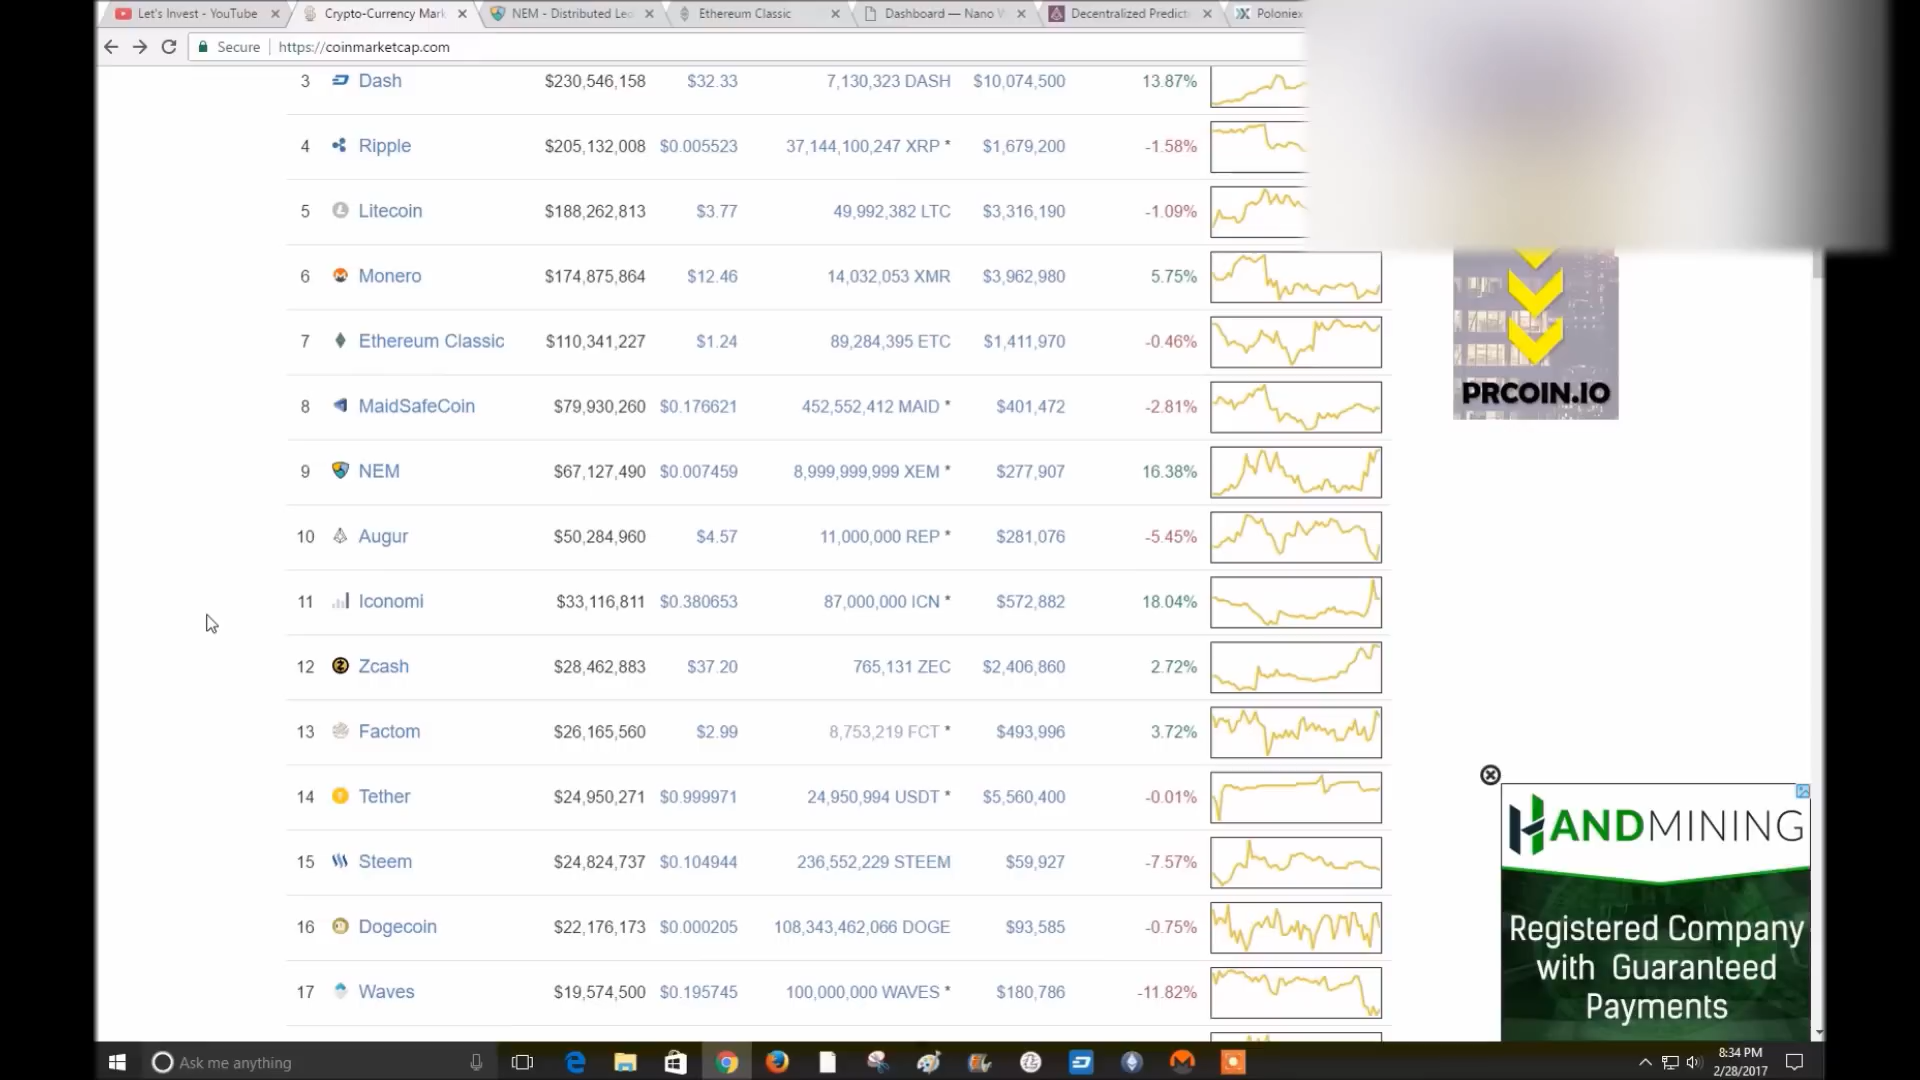 Let's Invest - YouTube
Crypto-Currency Mark
NEM - Distributed Le
Ethereum Classic
Dashboard — Nano
Decentralized Predict
Poloniex
Secure https://coinmarketcap.com
3 Dash $230,546,158 $32.33 7,130,323 DASH $10,074,500 13.87%
4 Ripple $205,132,008 $0.005523 37,144,100,247 XRP * $1,679,200 -1.58%
5 Litecoin $188,262,813 $3.77 49,992,382 LTC $3,316,190 -1.09%
6 Monero $174,875,864 $12.46 14,032,053 XMR $3,962,980 5.75%
7 Ethereum Classic $110,341,227 $1.24 89,284,395 ETC $1,411,970 -0.46%
8 MaidSafeCoin $79,930,260 $0.176621 452,552,412 MAID * $401,472 -2.81%
9 NEM $67,127,490 $0.007459 8,999,999,999 XEM * $277,907 16.38%
10 Augur $50,284,960 $4.57 11,000,000 REP * $281,076 -5.45%
11 Iconomi $33,116,811 $0.380653 87,000,000 ICN * $572,882 18.04%
12 Zcash $28,462,883 $37.20 765,131 ZEC $2,406,860 2.72%
13 Factom $26,165,560 $2.99 8,753,219 FCT * $493,996 3.72%
14 Tether $24,950,271 $0.999971 24,950,994 USDT * $5,560,400 -0.01%
15 Steem $24,824,737 $0.104944 236,552,229 STEEM $59,927 -7.57%
16 Dogecoin $22,176,173 $0.000205 108,343,462,066 DOGE $93,585 -0.75%
17 Waves $19,574,500 $0.195745 100,000,000 WAVES * $180,786 -11.82%
PRCOIN.IO
HANDMINING
Registered Company
with Guaranteed
Payments
Ask me anything
8:34 PM
2/28/2017